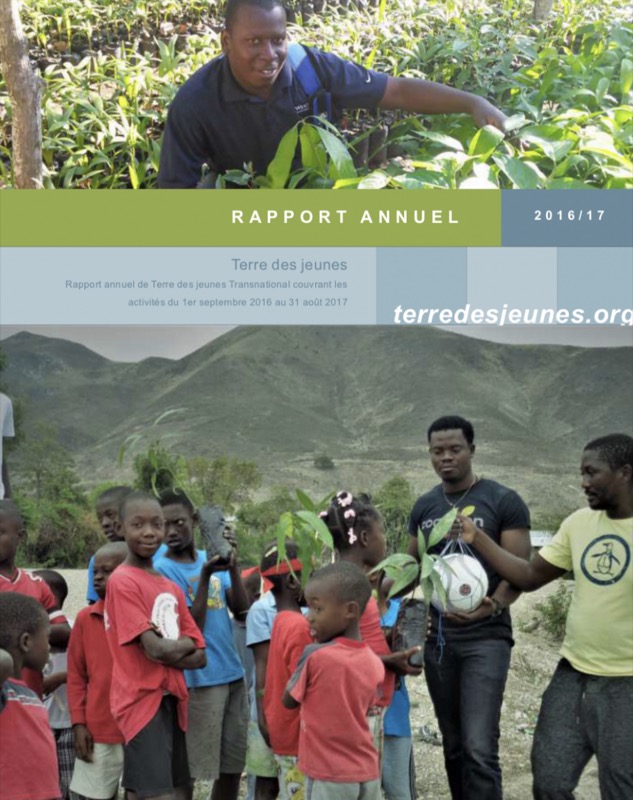 RAPPORT ANNUEL
2016/17
Terre des jeunes
Rapport annuel de Terre des jeunes Transnational couvrant les
activités du 1er septembre 2016 au 31 août 2017
terredesjeunes.org